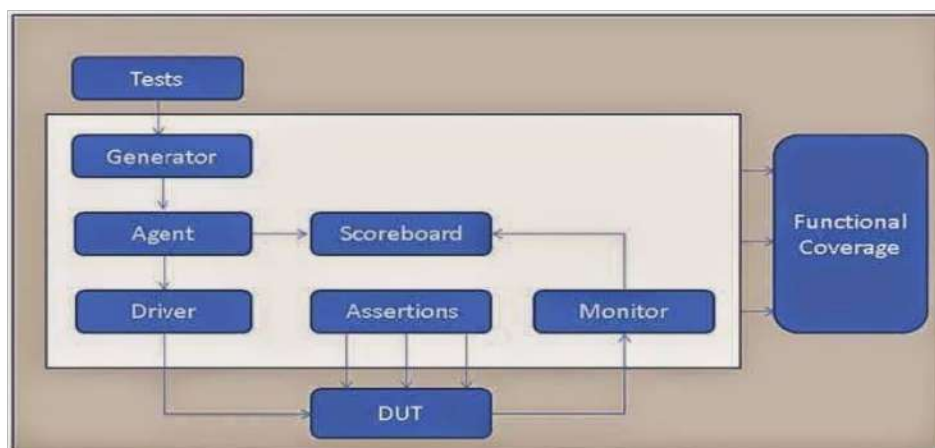 Tests
Generator
Agent
Scoreboard
Functional
Coverage
Driver
Assertions
Monitor
DUT